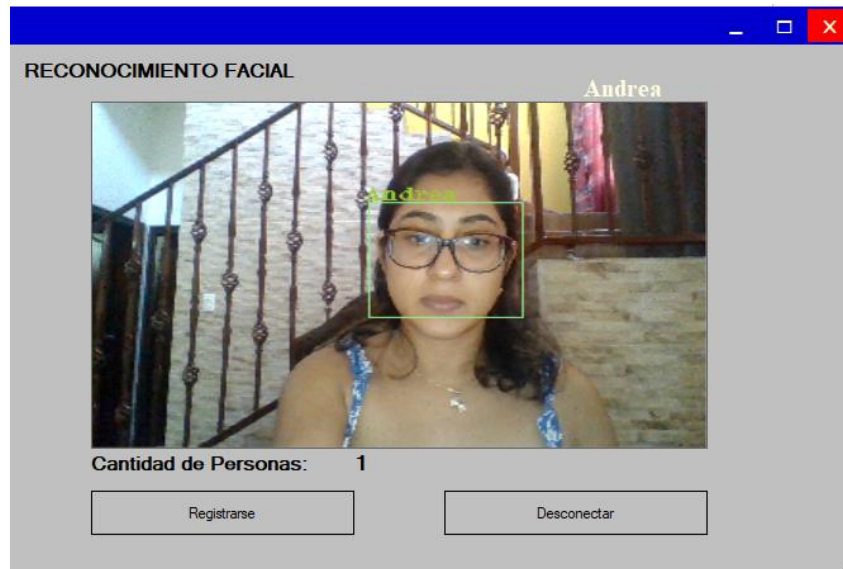 RECONOCIMIENTO FACIAL
Andrea
Andrea
Cantidad de Personas: 1
Registrarse
Desconectar